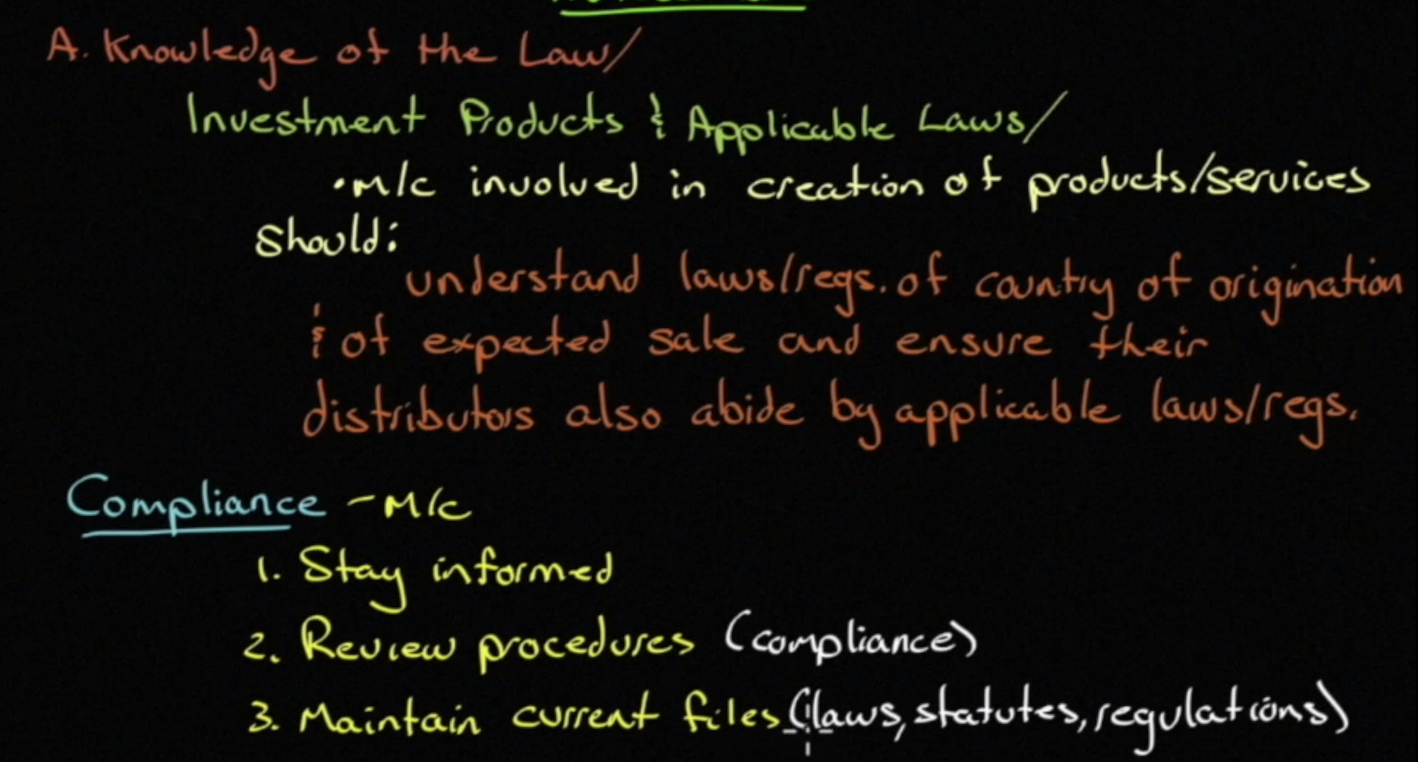 A. Knowledge of the Law/
Investment Products & Applicable Laws/
• M/c involved in creation of products/services
should:
understand laws/regs. of country of origination
& of expected sale and ensure their
distributors also abide by applicable laws/regs.
Compliance - M/c
1. Stay informed
2. Review procedures (compliance)
3. Maintain current files (laws, statutes, regulations)